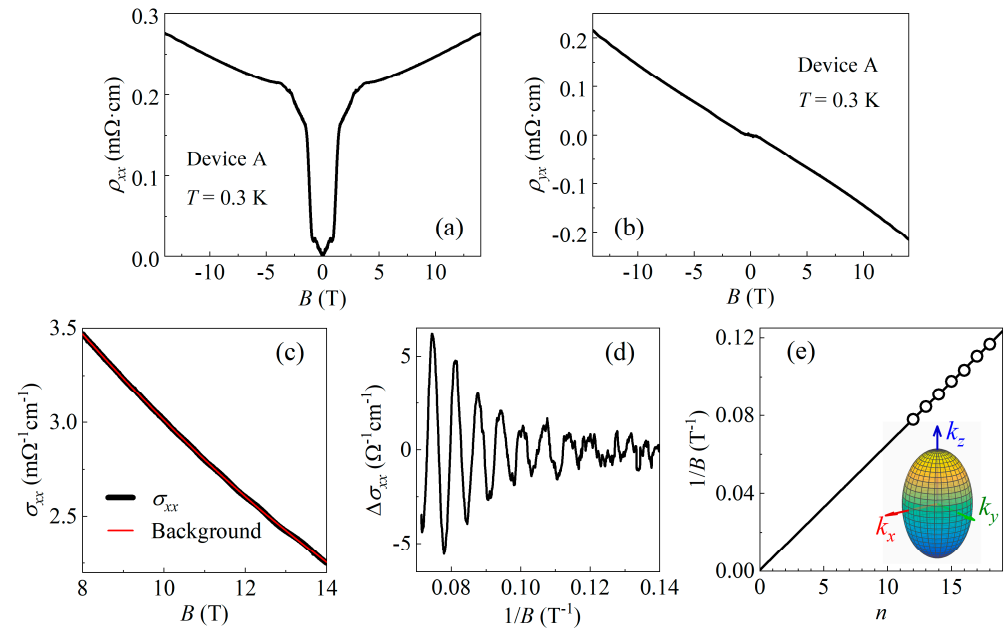 0.3
0.2
0.1
0.0
ρxx (mΩ·cm)
Device A
T = 0.3 K
(a)
-10 -5 0 5 10
B (T)
0.2
0.1
0.0
-0.1
-0.2
ρyx (mΩ·cm)
Device A
T = 0.3 K
(b)
-10 -5 0 5 10
B (T)
3.5
3.0
2.5
σxx (mΩ⁻¹cm⁻¹)
(c)
σxx
Background
8 10 12 14
B (T)
5
0
-5
Δσxx (Ω⁻¹cm⁻¹)
(d)
0.08 0.10 0.12 0.14
1/B (T⁻¹)
0.12
0.08
0.04
0.00
1/B (T⁻¹)
(e)
kz
ky
kx
0 5 10 15
n